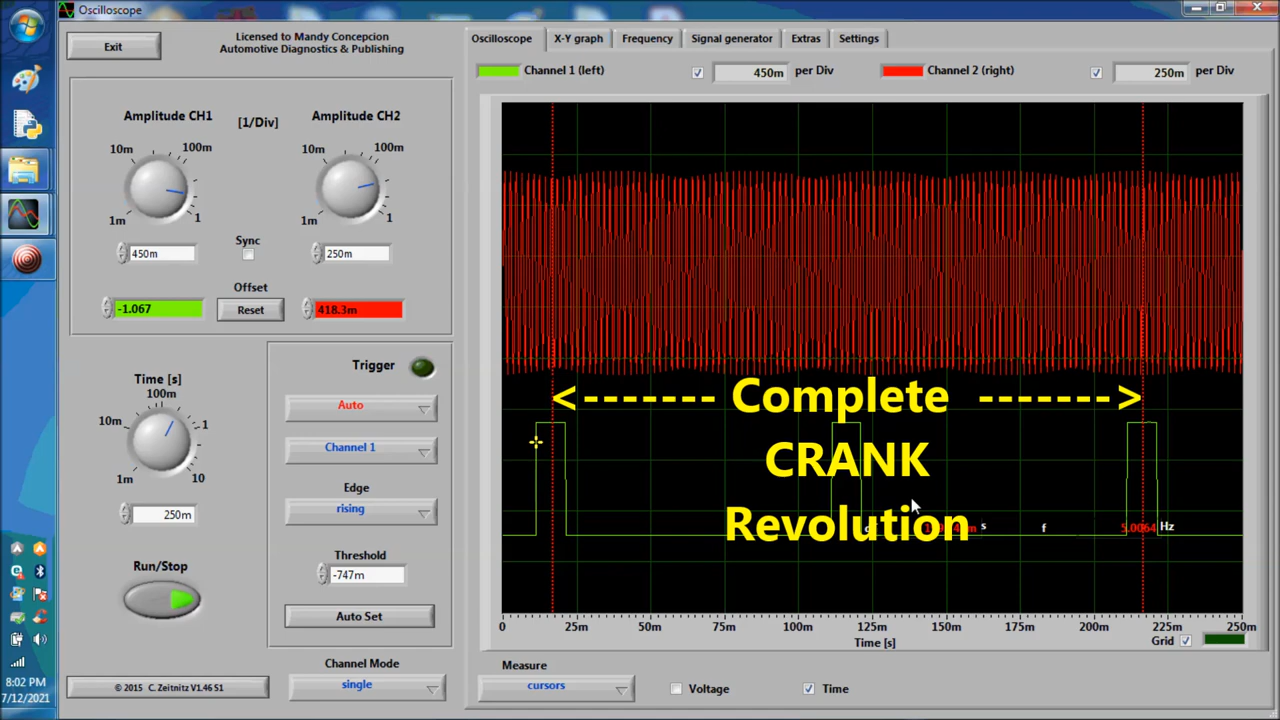 Oscilloscope
Exit
Licensed to Mandy Concepcion
Automotive Diagnostics & Publishing
Amplitude CH1
[1/Div]
Amplitude CH2
10m
100m
1m
1
10m
100m
1m
1
Sync
450m
250m
Offset
-1.067
Reset
418.3m
Time [s]
100m
10m
1
1m
10
250m
Run/Stop
Trigger
Auto
Channel 1
Edge
rising
Threshold
-747m
Auto Set
Channel Mode
single
© 2015 C. Zeitnitz V1.46 S1
Oscilloscope
X-Y graph
Frequency
Signal generator
Extras
Settings
Channel 1 (left)
450m per Div
Channel 2 (right)
250m per Div
<------- Complete ------->
CRANK
Revolution
s
f
5.0064 Hz
0 25m 50m 75m 100m 125m 150m 175m 200m 225m 250m
Time [s]
Grid
Measure
cursors
Voltage
Time
8:02 PM
7/12/2021